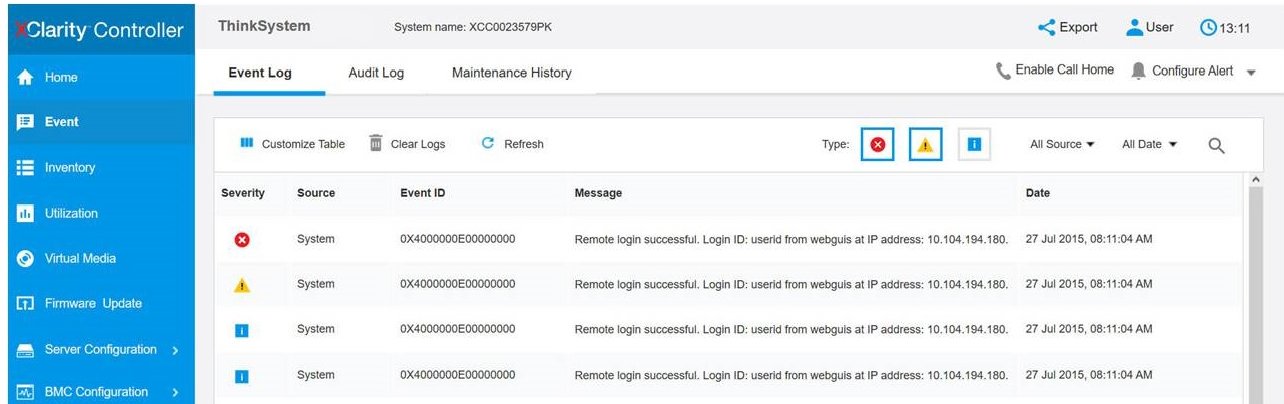 XClarity Controller
ThinkSystem System name: XCC0023579PK Export User 13:11
Home
Event Log Audit Log Maintenance History Enable Call Home Configure Alert
Event
Customize Table Clear Logs Refresh Type: All Source All Date
Inventory
Severity Source Event ID Message Date
Utilization
System 0X4000000E00000000 Remote login successful. Login ID: userid from webguis at IP address: 10.104.194.180. 27 Jul 2015, 08:11:04 AM
Virtual Media
System 0X4000000E00000000 Remote login successful. Login ID: userid from webguis at IP address: 10.104.194.180. 27 Jul 2015, 08:11:04 AM
Firmware Update
System 0X4000000E00000000 Remote login successful. Login ID: userid from webguis at IP address: 10.104.194.180. 27 Jul 2015, 08:11:04 AM
Server Configuration
System 0X4000000E00000000 Remote login successful. Login ID: userid from webguis at IP address: 10.104.194.180. 27 Jul 2015, 08:11:04 AM
BMC Configuration